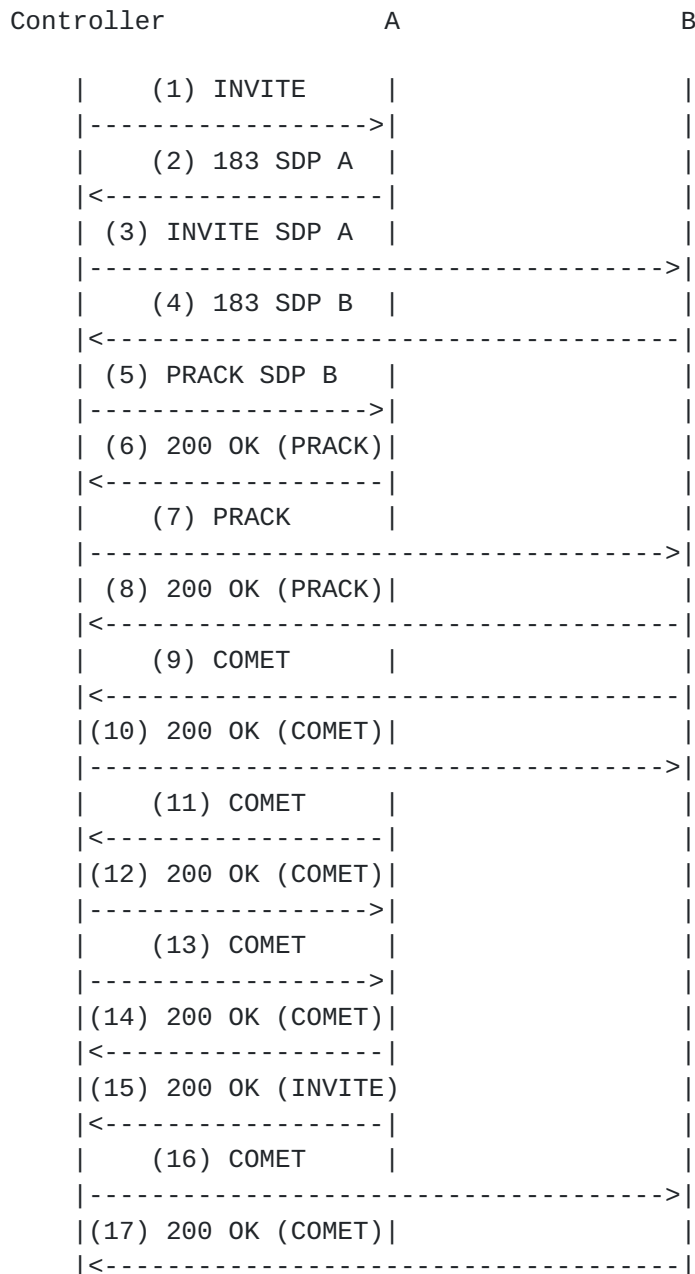 Controller A B
(1) INVITE
(2) 183 SDP A
(3) INVITE SDP A
(4) 183 SDP B
(5) PRACK SDP B
(6) 200 OK (PRACK)
(7) PRACK
(8) 200 OK (PRACK)
(9) COMET
(10) 200 OK (COMET)
(11) COMET
(12) 200 OK (COMET)
(13) COMET
(14) 200 OK (COMET)
(15) 200 OK (INVITE)
(16) COMET
(17) 200 OK (COMET)